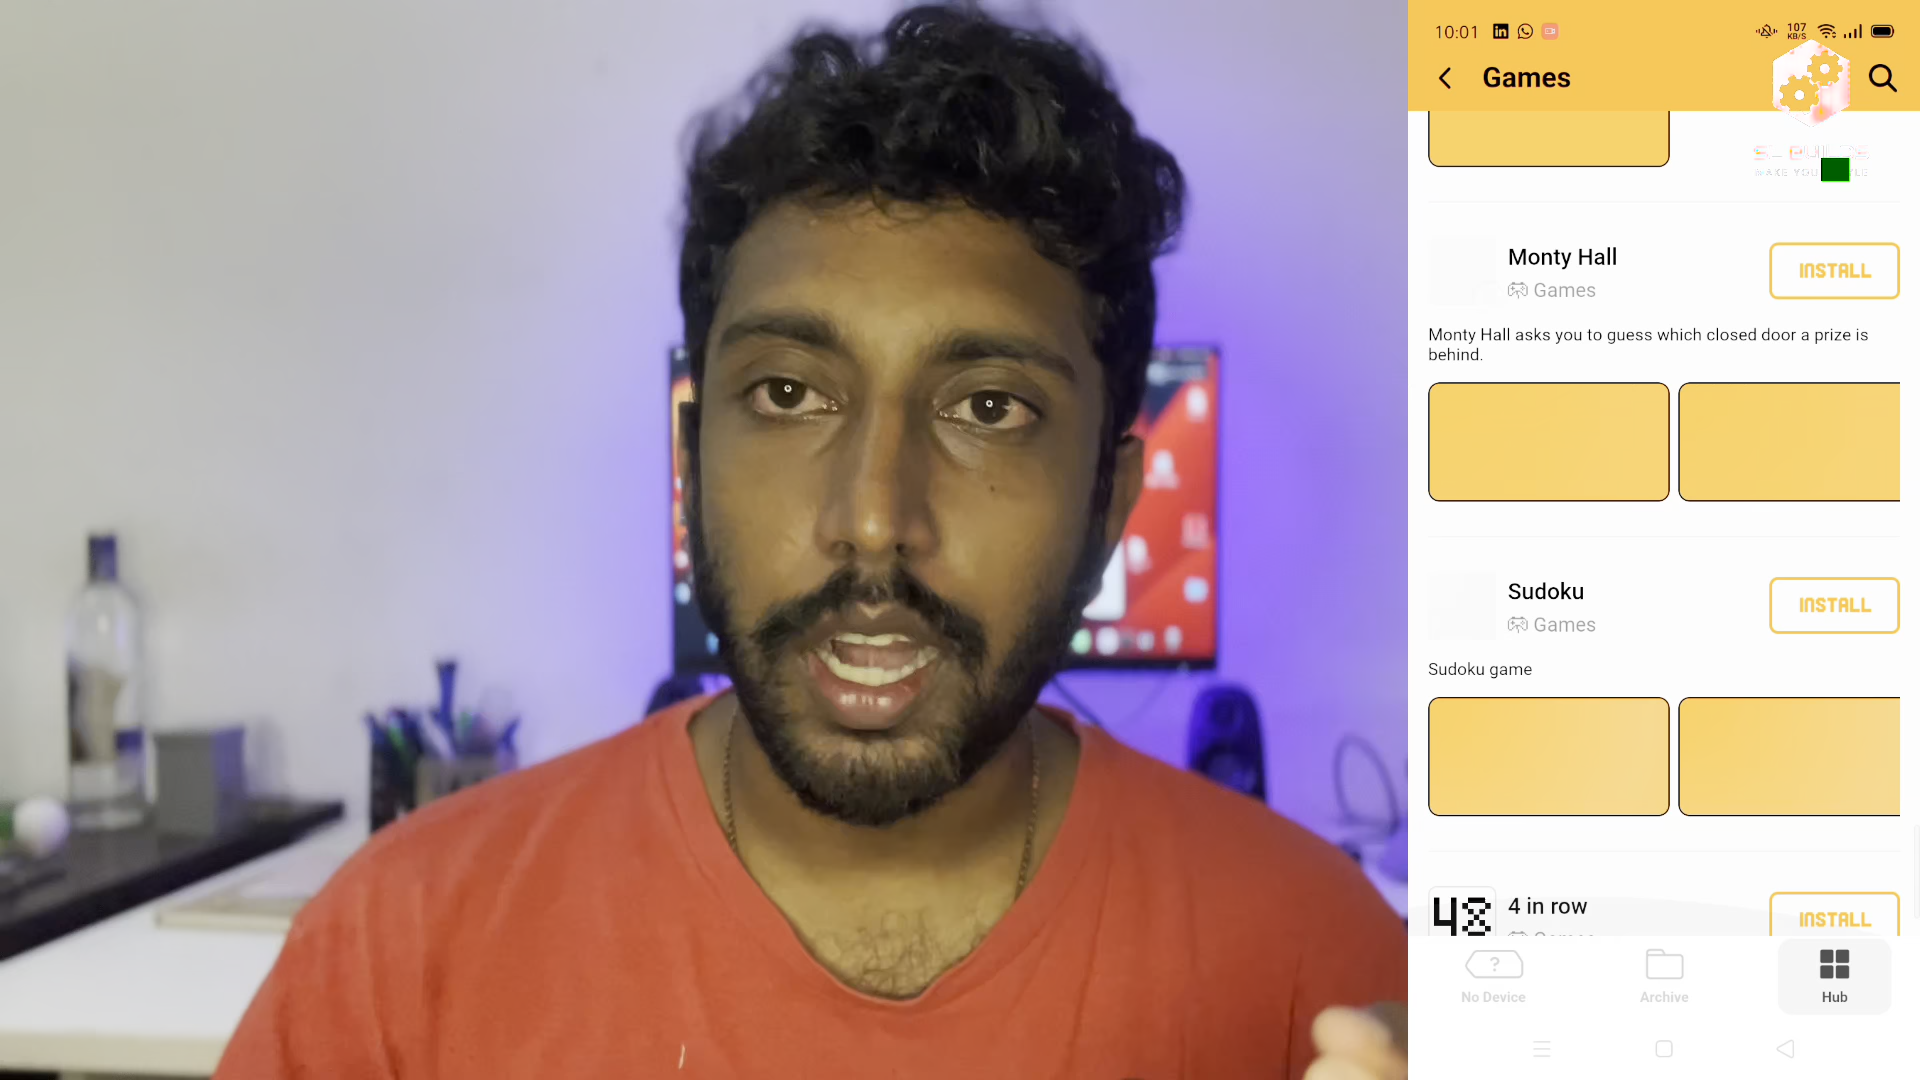 10:01
107
KB/S
Games
Monty Hall
INSTALL
Games
Monty Hall asks you to guess which closed door a prize is
behind.
Sudoku
INSTALL
Games
Sudoku game
4 in row
INSTALL
?
No Device
Archive
Hub